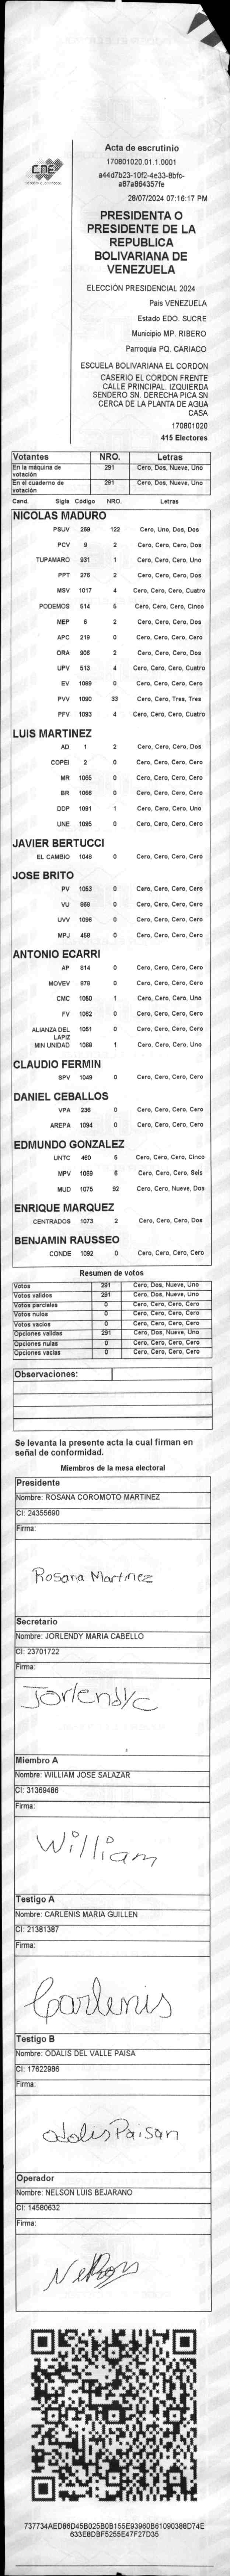 CNE
Acta de escrutinio
170801020.01.1.0001
a44d7b23-10f2-4e33-8bfc-
a87a864357fe
28/07/2024 07:16:17 PM
PRESIDENTA O
PRESIDENTE DE LA
REPUBLICA
BOLIVARIANA DE
VENEZUELA
ELECCIÓN PRESIDENCIAL 2024
Pais VENEZUELA
Estado EDO. SUCRE
Municipio MP. RIBERO
Parroquia PQ. CARIACO
ESCUELA BOLIVARIANA EL CORDON
CASERIO EL CORDON FRENTE
CALLE PRINCIPAL. IZQUIERDA
SENDERO SN. DERECHA PICA SN
CERCA DE LA PLANTA DE AGUA
CASA
170801020
415 Electores
Votantes NRO. Letras
En la máquina de votación 291 Cero, Dos, Nueve, Uno
En el cuaderno de votación 291 Cero, Dos, Nueve, Uno
Cand. Sigla Código NRO. Letras
NICOLAS MADURO
PSUV 269 122 Cero, Uno, Dos, Dos
PCV 9 2 Cero, Cero, Cero, Dos
TUPAMARO 931 1 Cero, Cero, Cero, Uno
PPT 276 2 Cero, Cero, Cero, Dos
MSV 1017 4 Cero, Cero, Cero, Cuatro
PODEMOS 514 5 Cero, Cero, Cero, Cinco
MEP 6 2 Cero, Cero, Cero, Dos
APC 219 0 Cero, Cero, Cero, Cero
ORA 906 2 Cero, Cero, Cero, Dos
UPV 513 4 Cero, Cero, Cero, Cuatro
EV 1089 0 Cero, Cero, Cero, Cero
PVV 1090 33 Cero, Cero, Tres, Tres
PFV 1093 4 Cero, Cero, Cero, Cuatro
LUIS MARTINEZ
AD 1 2 Cero, Cero, Cero, Dos
COPEI 2 0 Cero, Cero, Cero, Cero
MR 1065 0 Cero, Cero, Cero, Cero
BR 1066 0 Cero, Cero, Cero, Cero
DDP 1091 1 Cero, Cero, Cero, Uno
UNE 1095 0 Cero, Cero, Cero, Cero
JAVIER BERTUCCI
EL CAMBIO 1048 0 Cero, Cero, Cero, Cero
JOSE BRITO
PV 1053 0 Cero, Cero, Cero, Cero
VU 969 0 Cero, Cero, Cero, Cero
UVV 1096 0 Cero, Cero, Cero, Cero
MPJ 458 0 Cero, Cero, Cero, Cero
ANTONIO ECARRI
AP 814 0 Cero, Cero, Cero, Cero
MOVEV 878 0 Cero, Cero, Cero, Cero
CMC 1050 1 Cero, Cero, Cero, Uno
FV 1052 0 Cero, Cero, Cero, Cero
ALIANZA DEL LAPIZ 1051 0 Cero, Cero, Cero, Cero
MIN UNIDAD 1068 1 Cero, Cero, Cero, Uno
CLAUDIO FERMIN
SPV 1049 0 Cero, Cero, Cero, Cero
DANIEL CEBALLOS
VPA 236 0 Cero, Cero, Cero, Cero
AREPA 1094 0 Cero, Cero, Cero, Cero
EDMUNDO GONZALEZ
UNTC 460 5 Cero, Cero, Cero, Cinco
MPV 1069 6 Cero, Cero, Cero, Seis
MUD 1075 92 Cero, Cero, Nueve, Dos
ENRIQUE MARQUEZ
CENTRADOS 1073 2 Cero, Cero, Cero, Dos
BENJAMIN RAUSSEO
CONDE 1092 0 Cero, Cero, Cero, Cero
Resumen de votos
Votos 291 Cero, Dos, Nueve, Uno
Votos validos 291 Cero, Dos, Nueve, Uno
Votos parciales 0 Cero, Cero, Cero, Cero
Votos nulos 0 Cero, Cero, Cero, Cero
Votos vacios 0 Cero, Cero, Cero, Cero
Opciones validas 291 Cero, Dos, Nueve, Uno
Opciones nulas 0 Cero, Cero, Cero, Cero
Opciones vacias 0 Cero, Cero, Cero, Cero
Observaciones:
Se levanta la presente acta la cual firman en
señal de conformidad.
Miembros de la mesa electoral
Presidente
Nombre: ROSANA COROMOTO MARTINEZ
CI: 24355690
Firma:
Rosana Martinez
Secretario
Nombre: JORLENDY MARIA CABELLO
CI: 23701722
Firma:
JorlendyC
Miembro A
Nombre: WILLIAM JOSE SALAZAR
CI: 31369486
Firma:
William
Testigo A
Nombre: CARLENIS MARIA GUILLEN
CI: 21381387
Firma:
Carlenis
Testigo B
Nombre: ODALIS DEL VALLE PAISA
CI: 17622986
Firma:
odalis Paisan
Operador
Nombre: NELSON LUIS BEJARANO
CI: 14580632
Firma:
Nelson
737734AED86D45B025B0B155E93960B61090388D74E
633E8DBF5255E47F27D35